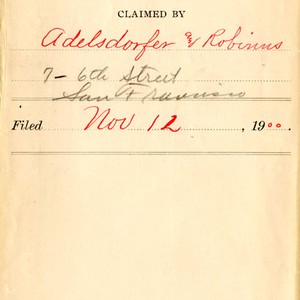 CLAIMED BY
Adelsdorfer & Robinns
7 - 6th Street
San Francisco
Filed Nov 12, 1900.